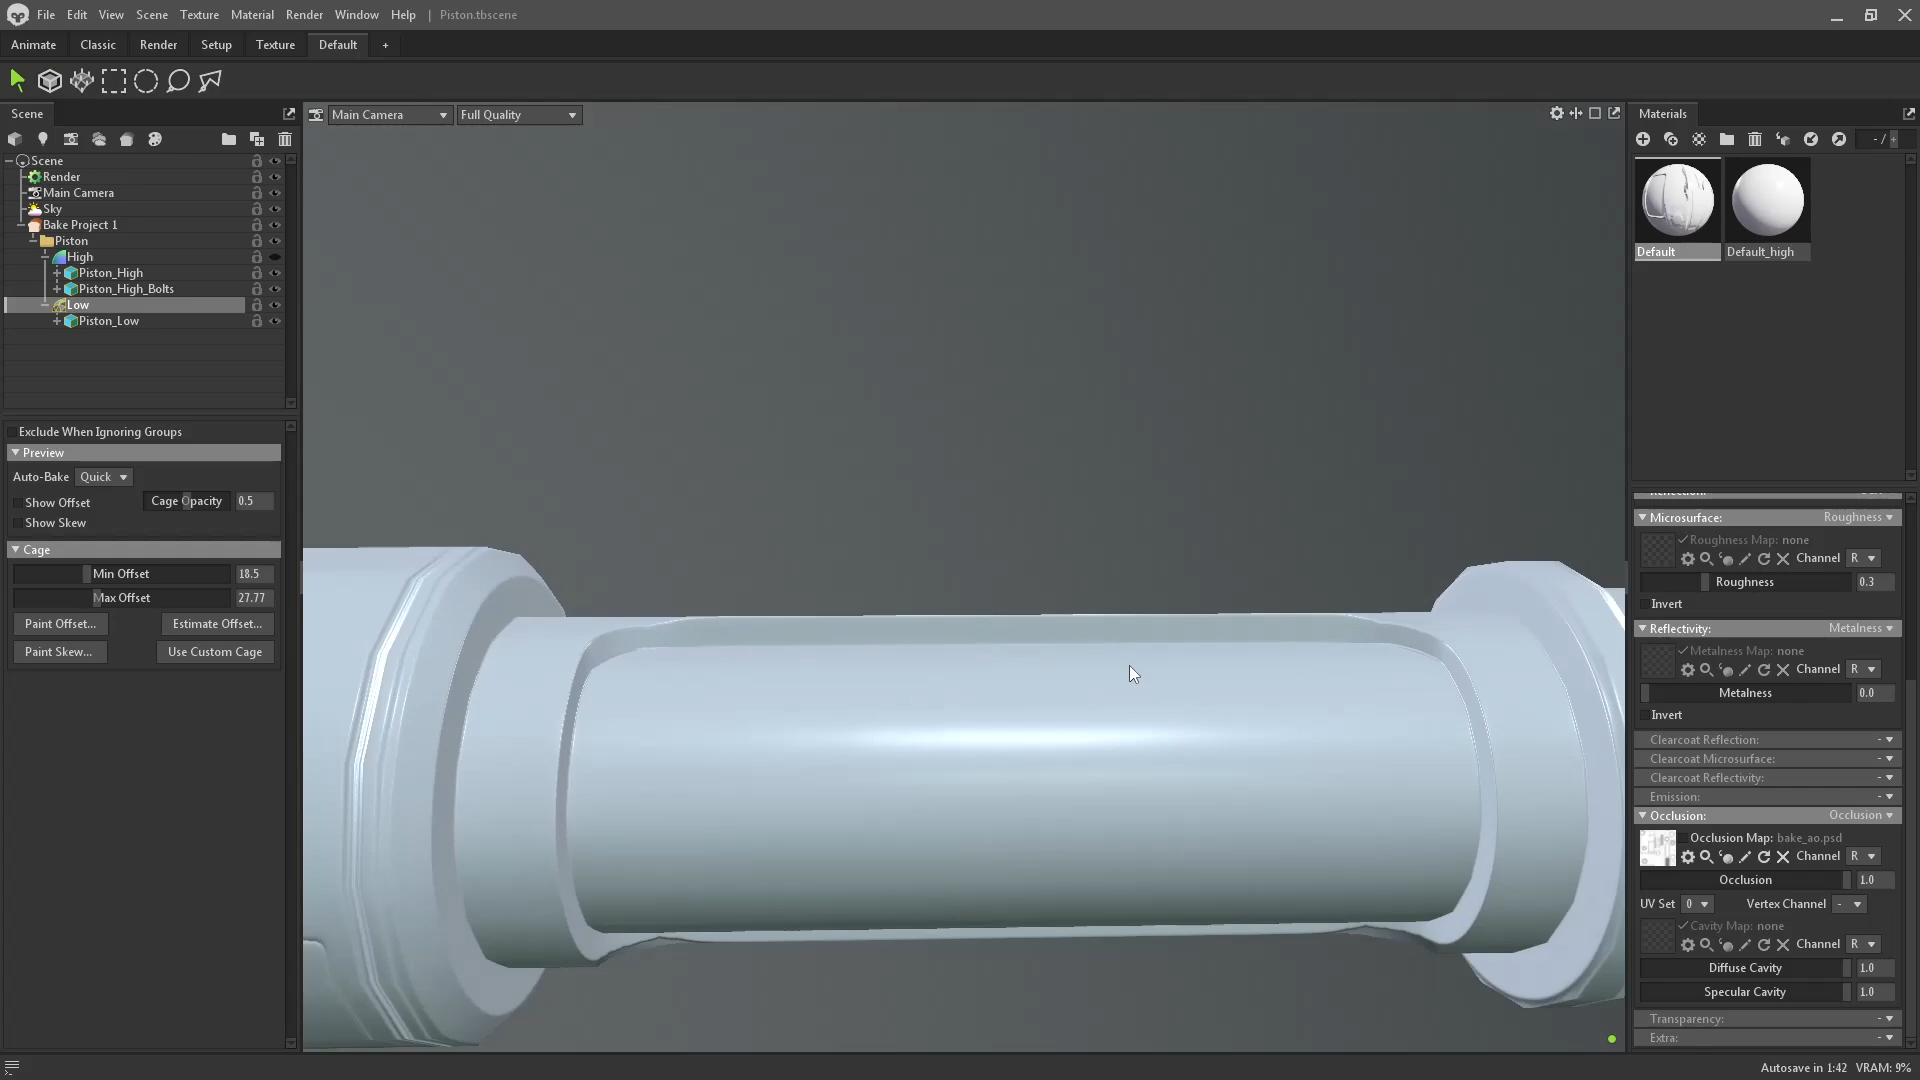 File Edit View Scene Texture Material Render Window Help | Piston.tbscene
Animate Classic Render Setup Texture Default +
Scene
Main Camera Full Quality
Materials
- /
Scene
Render
Main Camera
Sky
Bake Project 1
Piston
High
Piston_High
Piston_High_Bolts
Low
Piston_Low
Default Default_high
Exclude When Ignoring Groups
Preview
Auto-Bake Quick
Show Offset Cage Opacity 0.5
Show Skew
Cage
Min Offset 18.5
Max Offset 27.77
Paint Offset... Estimate Offset...
Paint Skew... Use Custom Cage
Microsurface: Roughness
Roughness Map: none
Channel R
Roughness 0.3
Invert
Reflectivity: Metalness
Metalness Map: none
Channel R
Metalness 0.0
Invert
Clearcoat Reflection: -
Clearcoat Microsurface: -
Clearcoat Reflectivity: -
Emission: -
Occlusion: Occlusion
Occlusion Map: bake_ao.psd
Channel R
Occlusion 1.0
UV Set 0 Vertex Channel -
Cavity Map: none
Channel R
Diffuse Cavity 1.0
Specular Cavity 1.0
Transparency: -
Extra: -
Autosave in 1:42 VRAM: 9%